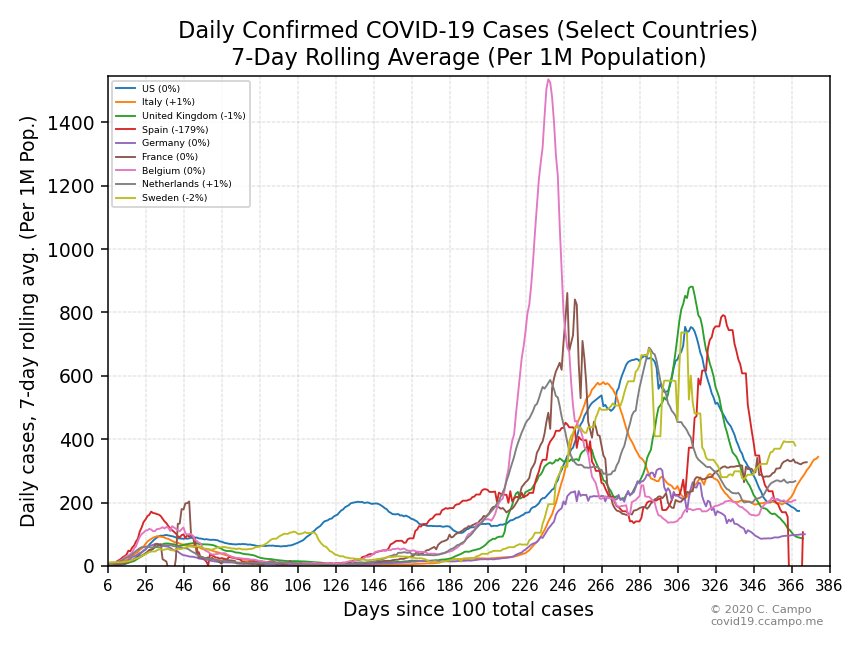 Daily Confirmed COVID-19 Cases (Select Countries)
7-Day Rolling Average (Per 1M Population)
Daily cases, 7-day rolling avg. (Per 1M Pop.)
1400
1200
1000
800
600
400
200
0
US (0%)
Italy (+1%)
United Kingdom (-1%)
Spain (-179%)
Germany (0%)
France (0%)
Belgium (0%)
Netherlands (+1%)
Sweden (-2%)
6 26 46 66 86 106 126 146 166 186 206 226 246 266 286 306 326 346 366 386
Days since 100 total cases
© 2020 C. Campo
covid19.ccampo.me